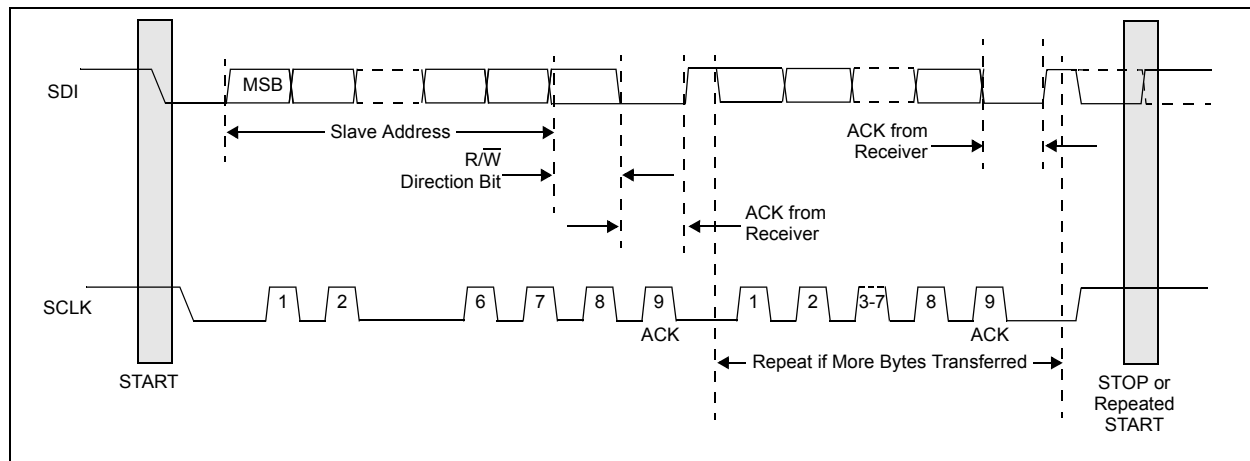 SDI
MSB
Slave Address
R/W̅
Direction Bit
ACK from
Receiver
ACK from
Receiver
SCLK
1
2
6
7
8
9
ACK
1
2
3-7
8
9
ACK
Repeat if More Bytes Transferred
START
STOP or
Repeated
START